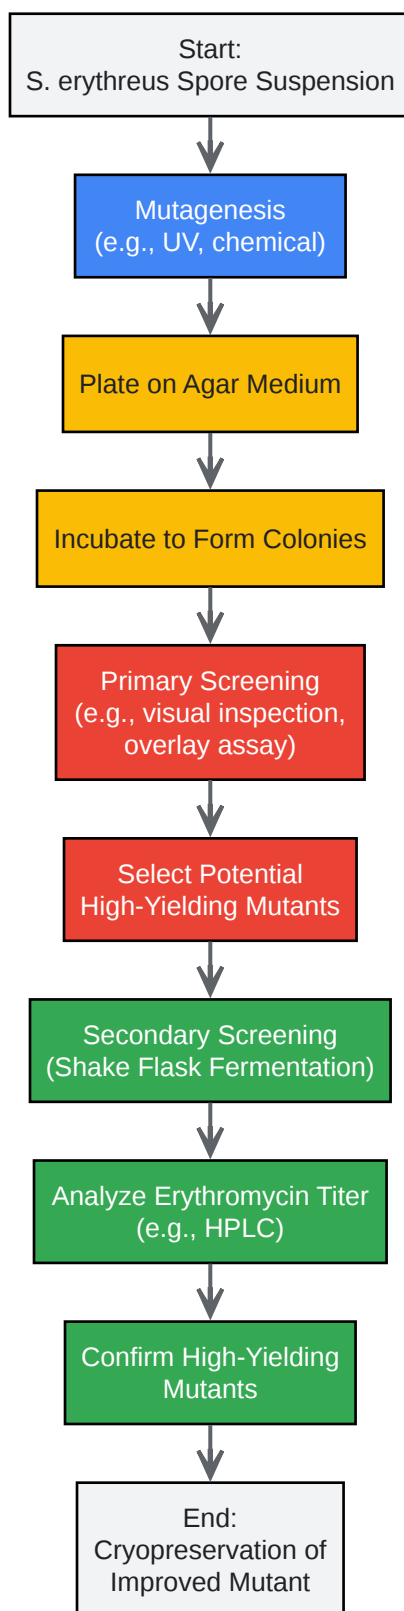 Start:
S. erythreus Spore Suspension
Mutagenesis
(e.g., UV, chemical)
Plate on Agar Medium
Incubate to Form Colonies
Primary Screening
(e.g., visual inspection,
overlay assay)
Select Potential
High-Yielding Mutants
Secondary Screening
(Shake Flask Fermentation)
Analyze Erythromycin Titer
(e.g., HPLC)
Confirm High-Yielding
Mutants
End:
Cryopreservation of
Improved Mutant